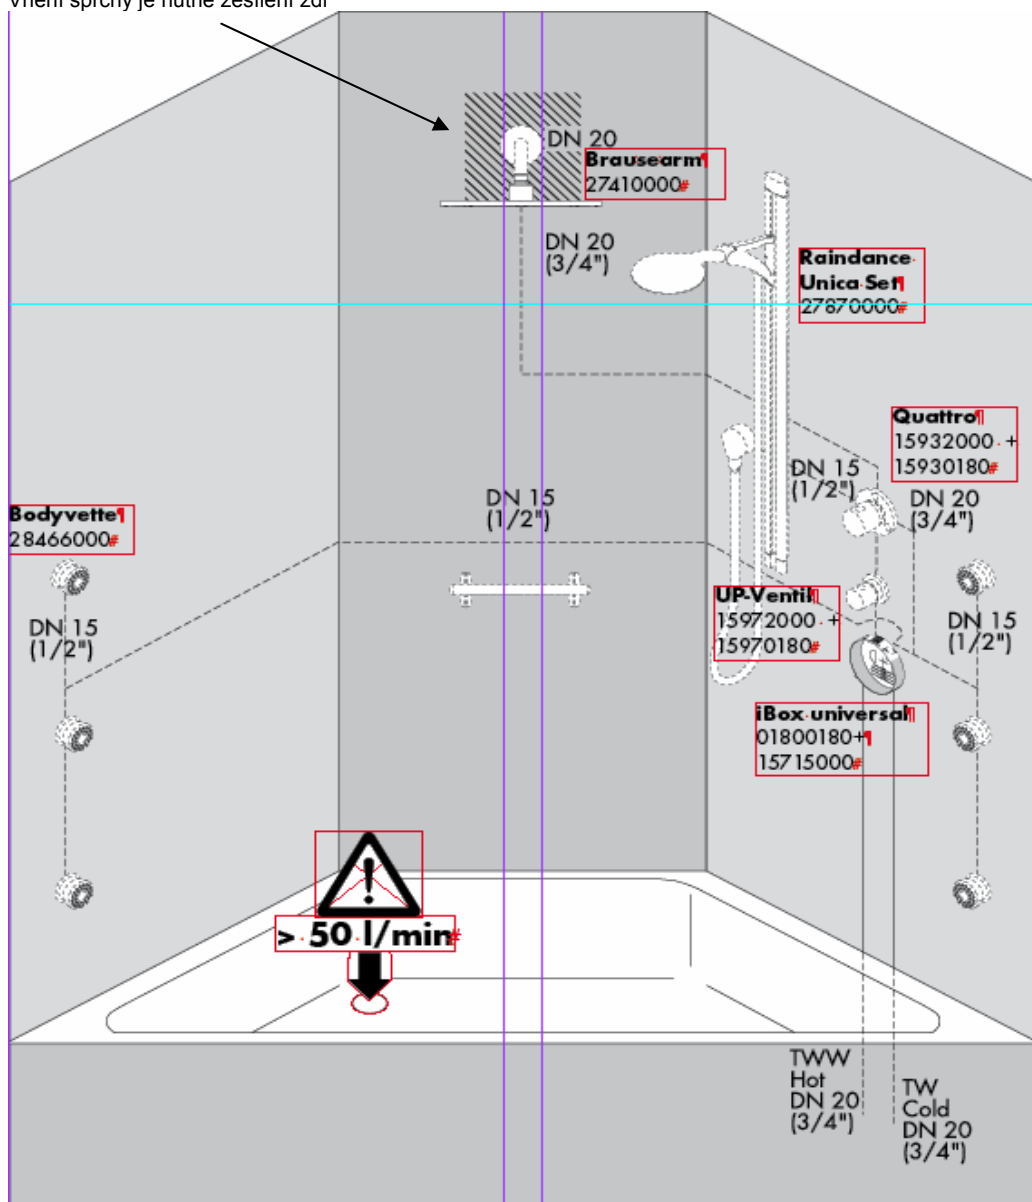 Vnění sprchy je nutné zesílení zdi
DN 20
Brausearm¶
27410000#
DN 20
(3/4")
Raindance·
Unica·Set¶
27870000#
Quattro¶
15932000·+
15930180#
DN 15
(1/2")
DN 20
(3/4")
DN 15
(1/2")
Bodyvette¶
28466000#
DN 15
(1/2")
UP-Ventil¶
15972000·+
15970180#
DN 15
(1/2")
iBox·universal¶
01800180+¶
15715000#
>·50·l/min#
TWW
Hot
DN 20
(3/4")
TW
Cold
DN 20
(3/4")